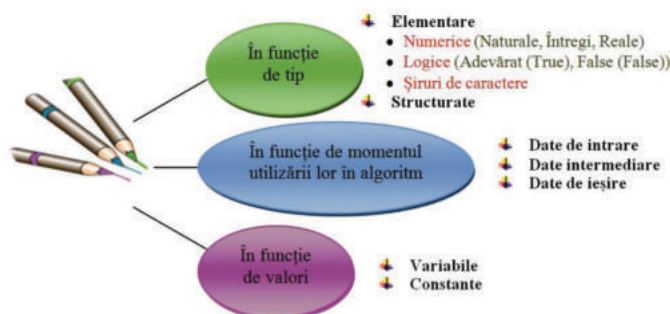 În funcție
de tip
Elementare
Numerice (Naturale, Întregi, Reale)
Logice (Adevărat (True), False (False))
Șiruri de caractere
Structurate
În funcție de momentul
utilizării lor în algoritm
Date de intrare
Date intermediare
Date de ieșire
În funcție
de valori
Variabile
Constante